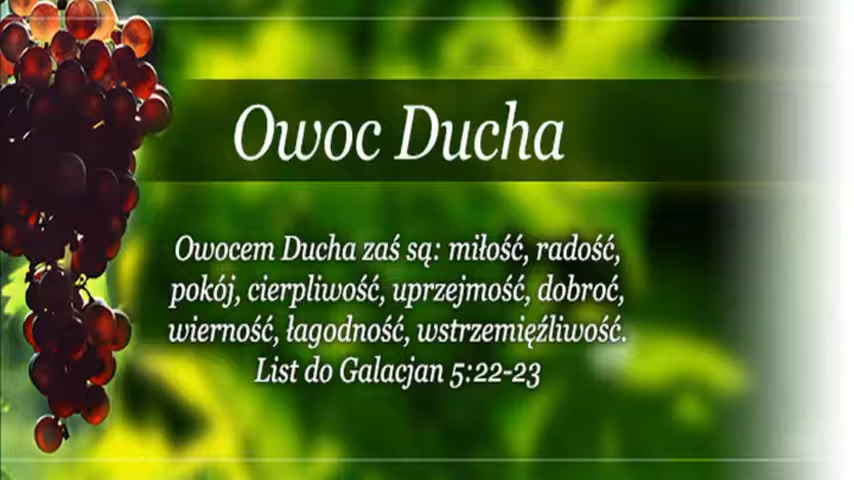 Owoc Ducha
Owocem Ducha zaś są: miłość, radość,
pokój, cierpliwość, uprzejmość, dobroć,
wierność, łagodność, wstrzemięźliwość.
List do Galacjan 5:22-23